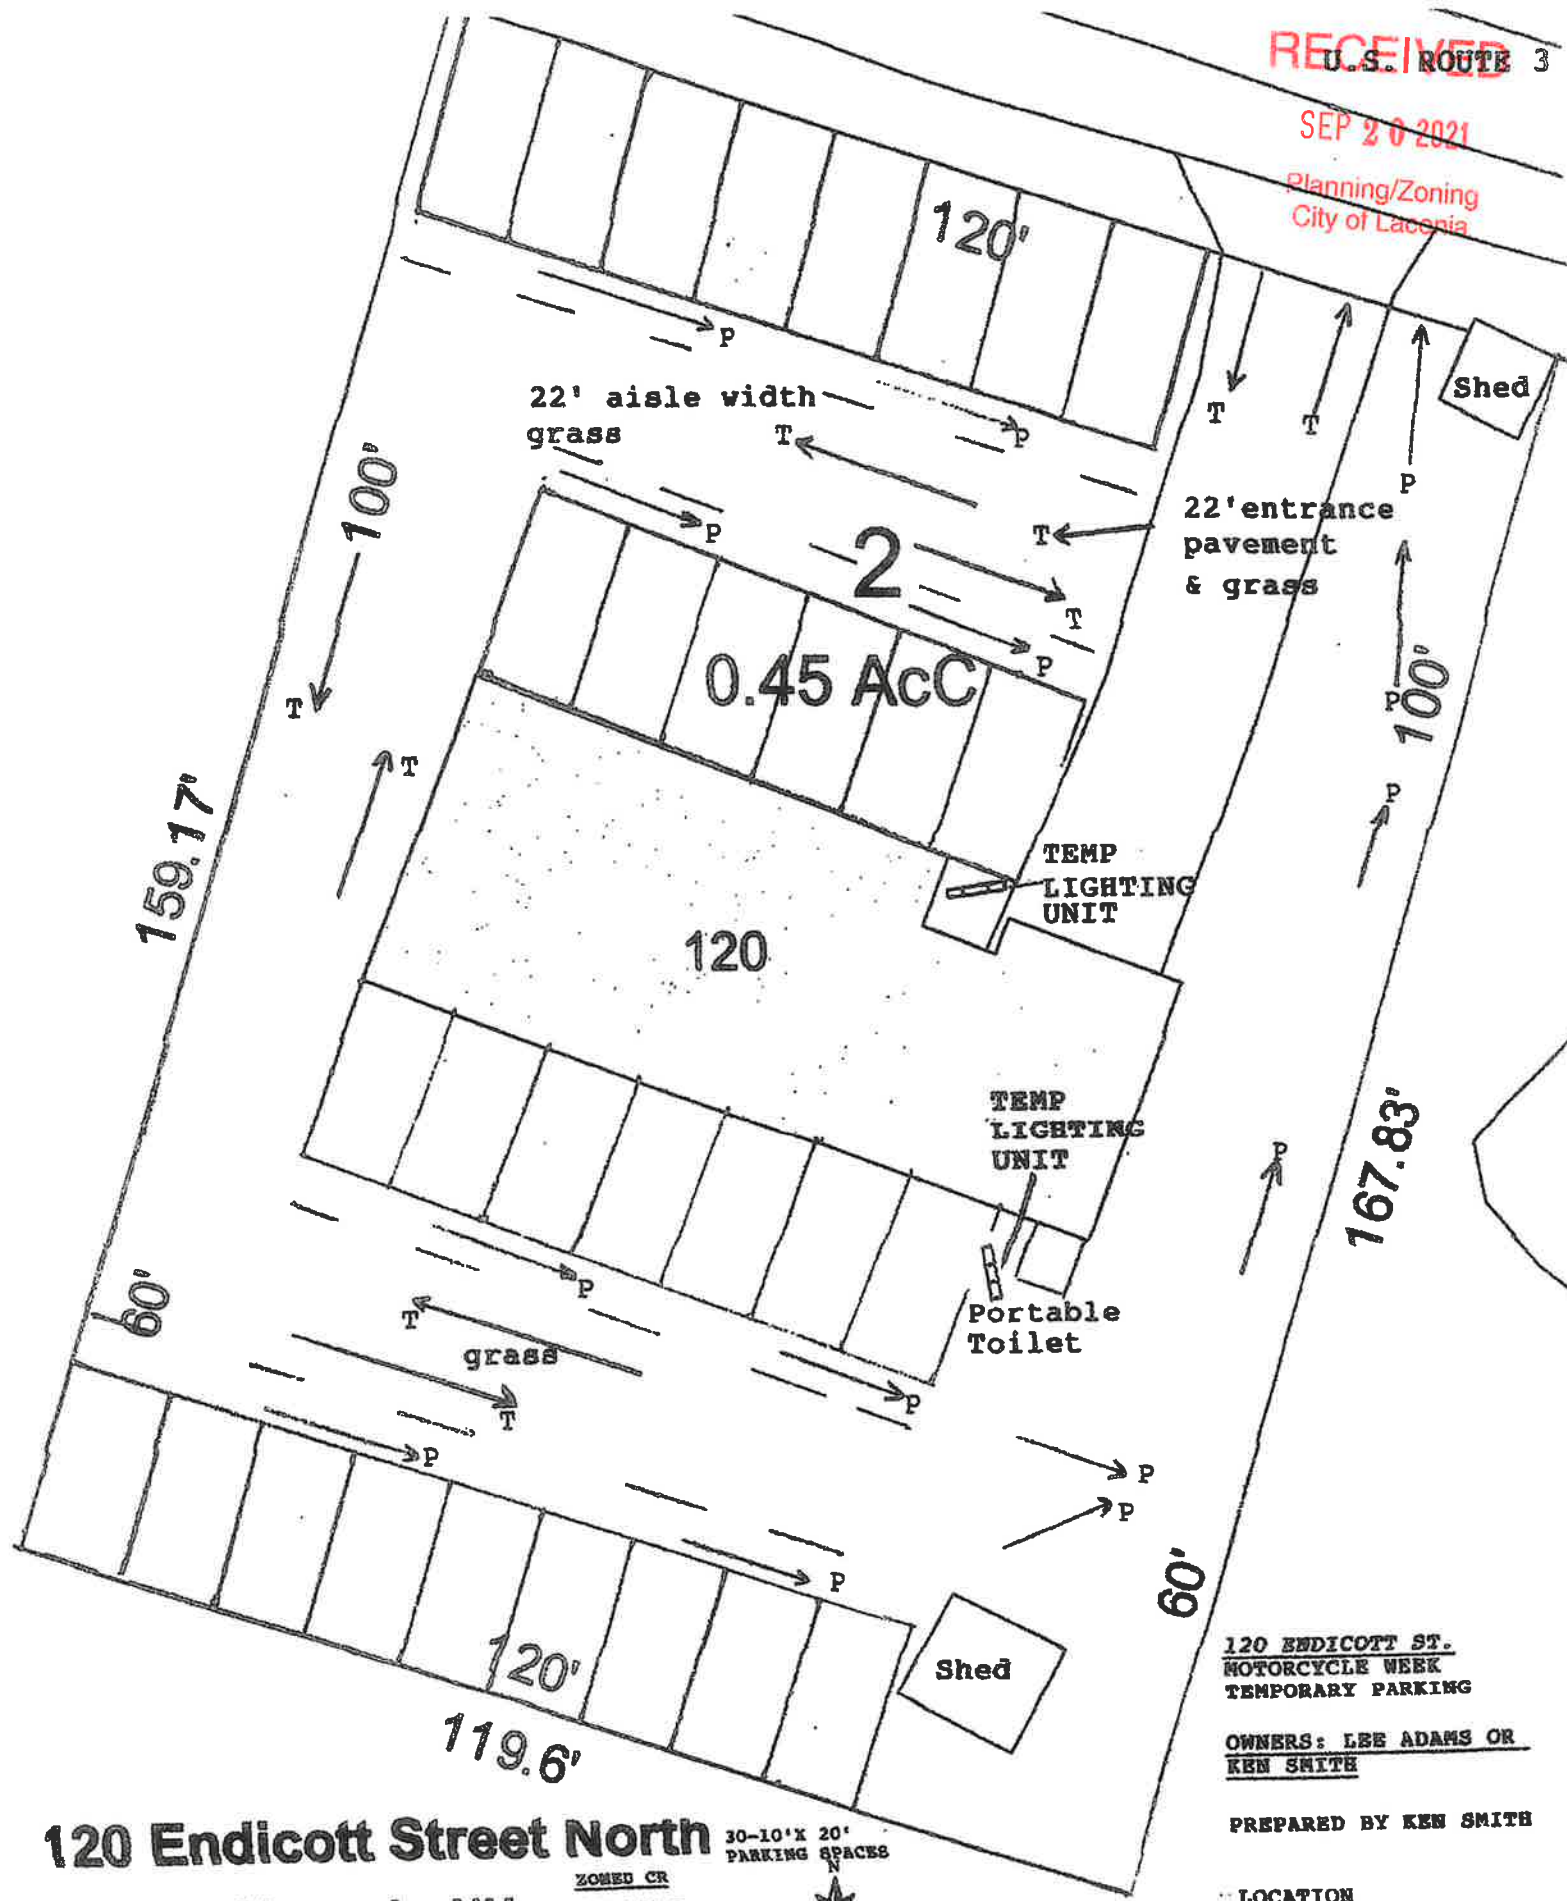 RECEIVED
U.S. ROUTE 3
SEP 20 2021
Planning/Zoning
City of Laconia
120'
P
Shed
22' aisle width
grass
T
P
T
T
100'
P
22' entrance
pavement
& grass
P
T
2
T
P
0.45 AcC
P
100'
T
T
P
159.17'
TEMP
LIGHTING
UNIT
120
TEMP
LIGHTING
UNIT
P
167.83'
60'
P
T
grass
Portable
Toilet
P
T
P
P
P
P
60'
120'
Shed
119.6'
120 ENDICOTT ST.
MOTORCYCLE WEEK
TEMPORARY PARKING
OWNERS: LEE ADAMS OR
KEN SMITH
PREPARED BY KEN SMITH
120 Endicott Street North
30-10'X 20'
PARKING SPACES
ZONED CR
N
LOCATION